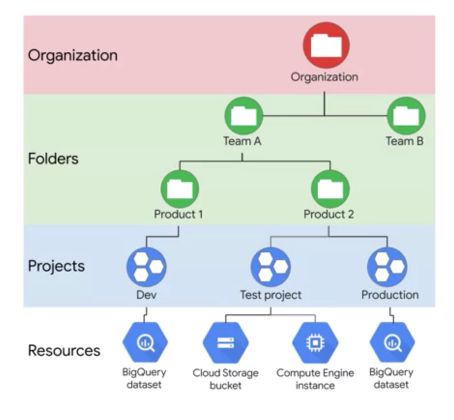 Organization
Organization
Team A
Team B
Folders
Product 1
Product 2
Projects
Dev
Test project
Production
Resources
BigQuery
dataset
Cloud Storage
bucket
Compute Engine
instance
BigQuery
dataset